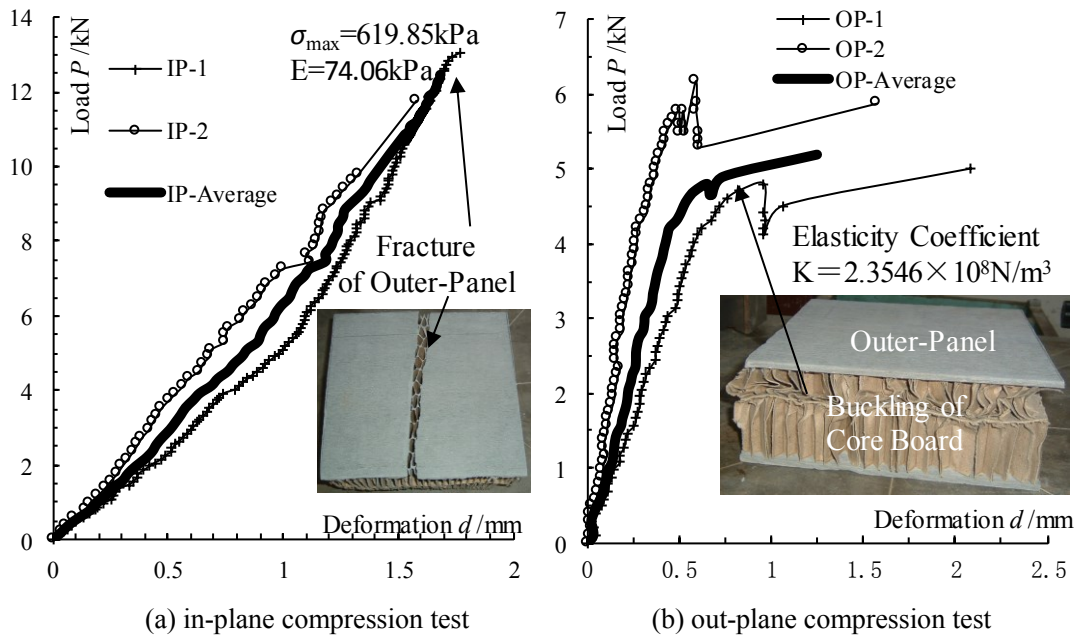 14
12
10
8
6
4
2
0
Load P /kN
IP-1
IP-2
IP-Average
σmax=619.85kPa
E=74.06kPa
Fracture
of Outer-Panel
Deformation d /mm
0
0.5
1
1.5
2
(a) in-plane compression test
7
6
5
4
3
2
1
0
Load P /kN
OP-1
OP-2
OP-Average
Elasticity Coefficient
K＝2.3546×10⁸N/m³
Outer-Panel
Buckling of
Core Board
Deformation d /mm
0
0.5
1
1.5
2
2.5
(b) out-plane compression test